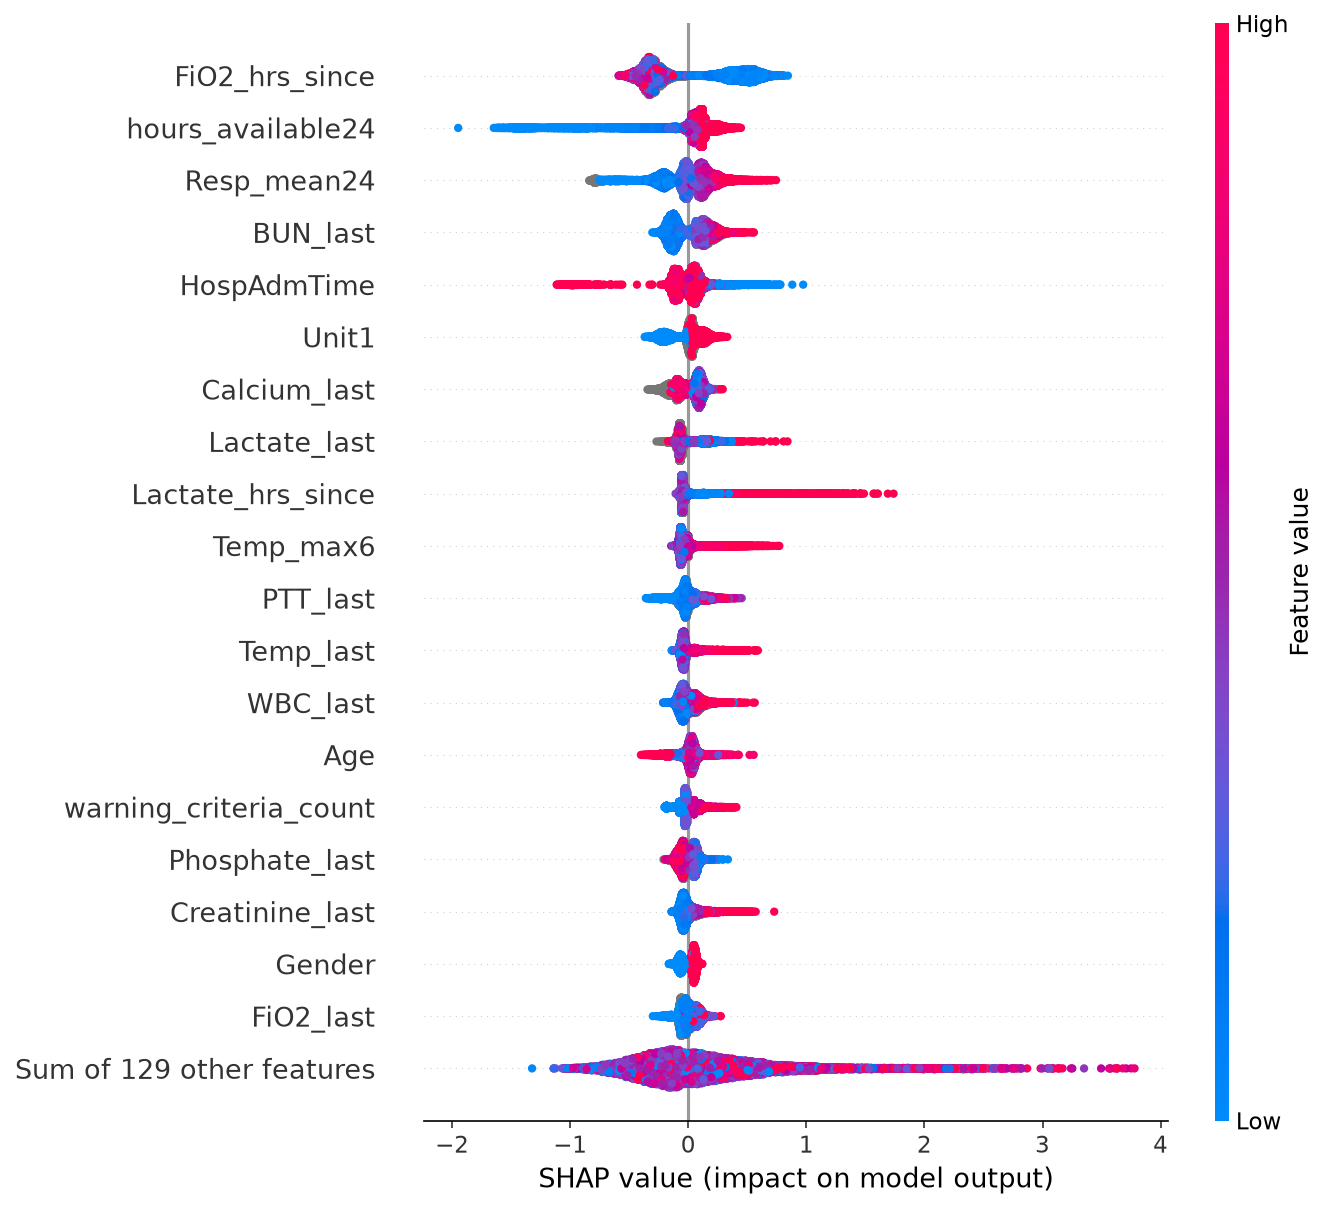 High
FiO2_hrs_since
hours_available24
Resp_mean24
BUN_last
HospAdmTime
Unit1
Calcium_last
Lactate_last
Lactate_hrs_since
Temp_max6
PTT_last
Temp_last
WBC_last
Age
warning_criteria_count
Phosphate_last
Creatinine_last
Gender
FiO2_last
Sum of 129 other features
Feature value
Low
−2 −1 0 1 2 3 4
SHAP value (impact on model output)